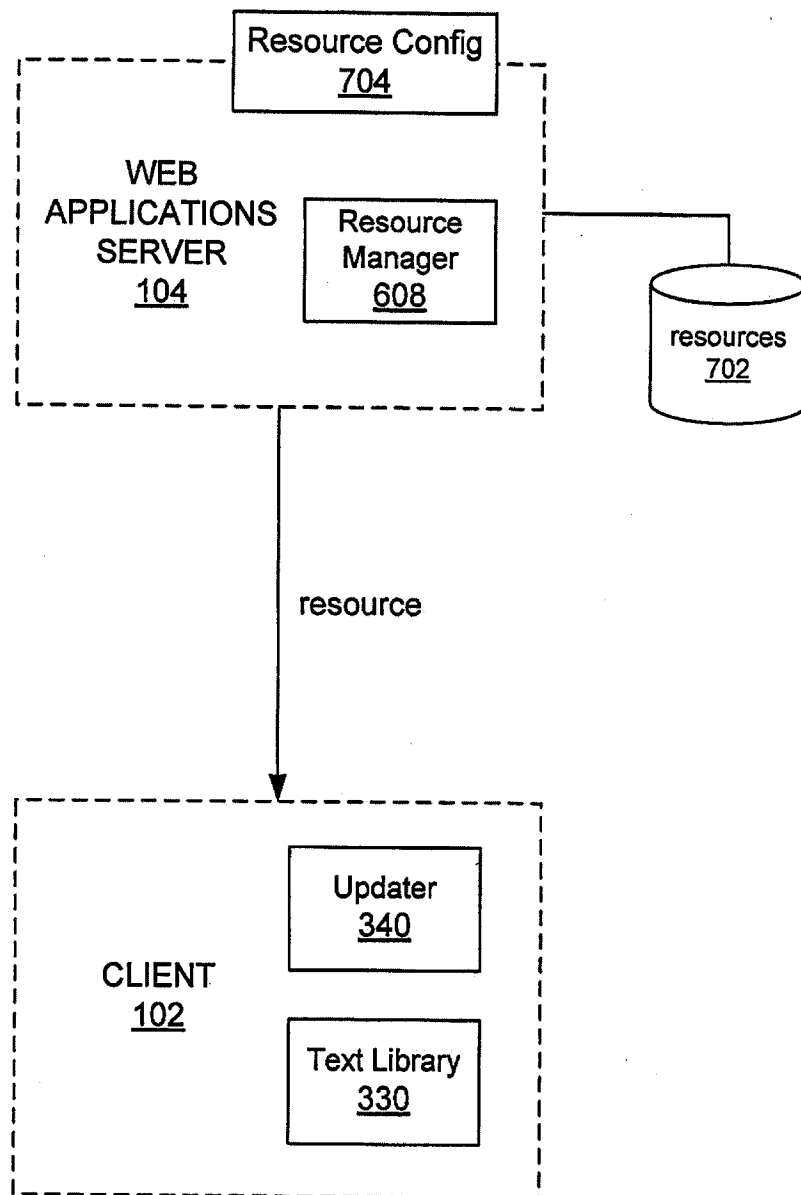 Resource Config
704
WEB
APPLICATIONS
SERVER
104
Resource
Manager
608
resources
702
resource
Updater
340
CLIENT
102
Text Library
330